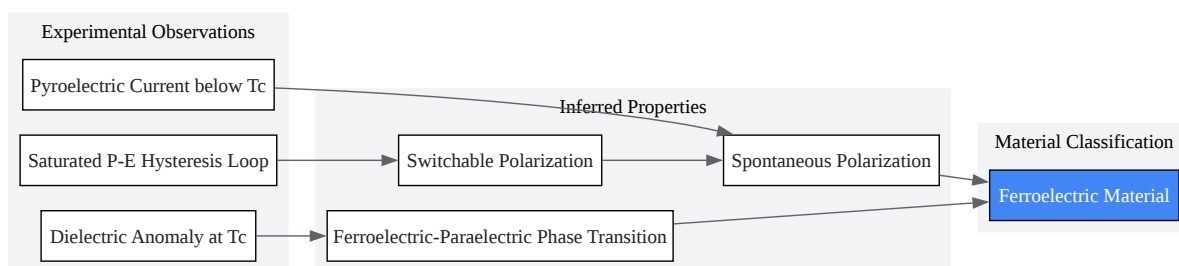 Experimental Observations
Pyroelectric Current below Tc
Inferred Properties
Material Classification
Saturated P-E Hysteresis Loop
Switchable Polarization
Spontaneous Polarization
Ferroelectric Material
Dielectric Anomaly at Tc
Ferroelectric-Paraelectric Phase Transition